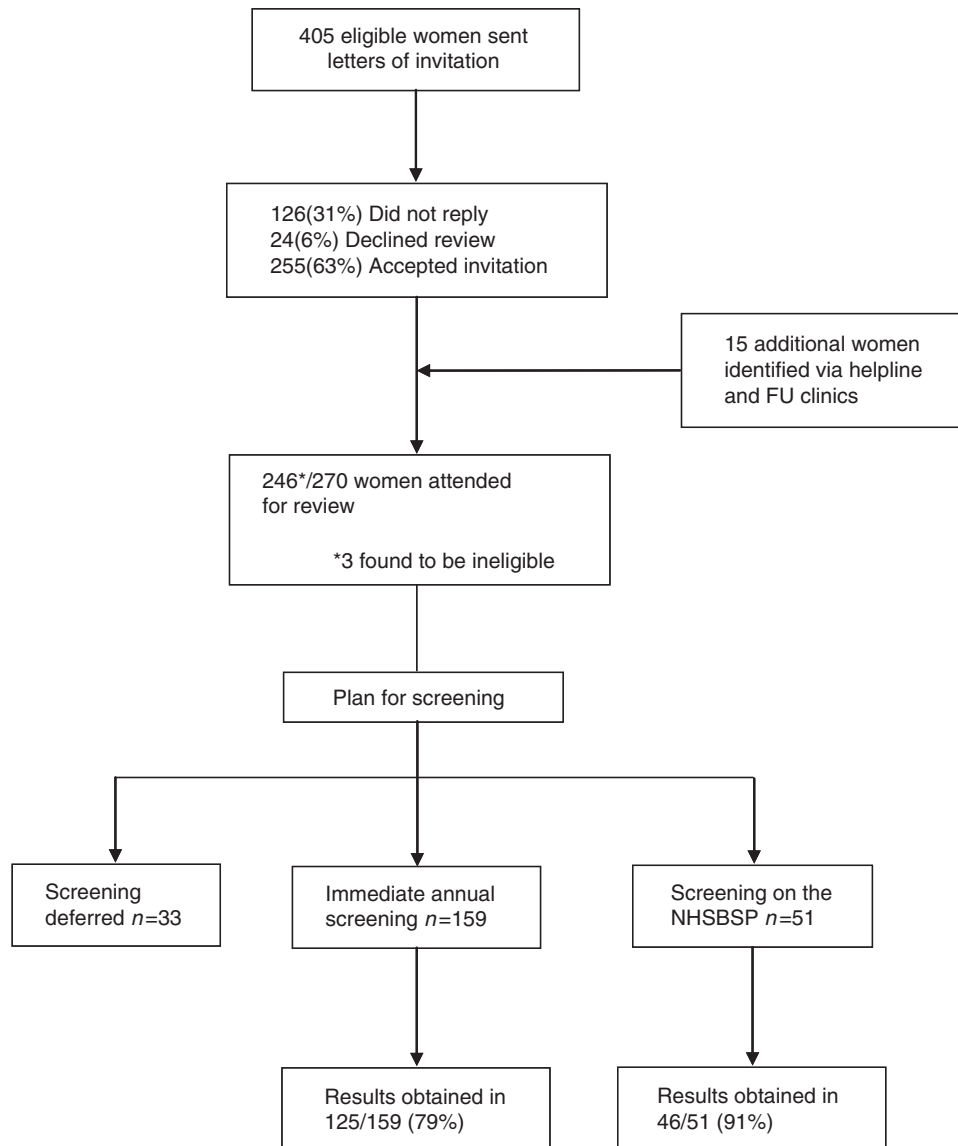 405 eligible women sent
letters of invitation
126(31%) Did not reply
24(6%) Declined review
255(63%) Accepted invitation
15 additional women
identified via helpline
and FU clinics
246*/270 women attended
for review
*3 found to be ineligible
Plan for screening
Screening
deferred n=33
Immediate annual
screening n=159
Screening on the
NHSBSP n=51
Results obtained in
125/159 (79%)
Results obtained in
46/51 (91%)